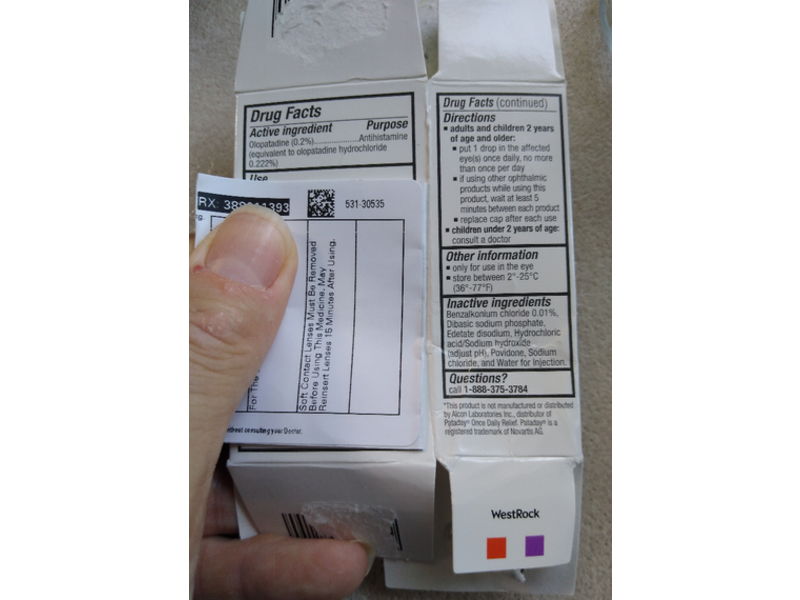 Drug Facts
Active ingredient Purpose
Olopatadine (0.2%) Antihistamine
(equivalent to olopatadine hydrochloride
0.222%)
Use
RX: 393
531-30535
For The
Soft Contact Lenses Must Be Removed
Before Using This Medicine. May
Reinsert Lenses 15 Minutes After Using.
without consulting your Doctor.
Drug Facts (continued)
Directions
▪ adults and children 2 years
of age and older:
▪ put 1 drop in the affected
eye(s) once daily, no more
than once per day
▪ if using other ophthalmic
products while using this
product, wait at least 5
minutes between each product
▪ replace cap after each use
▪ children under 2 years of age:
consult a doctor
Other information
▪ only for use in the eye
▪ store between 2°-25°C
(36°-77°F)
Inactive ingredients
Benzalkonium chloride 0.01%,
Dibasic sodium phosphate,
Edetate disodium, Hydrochloric
acid/Sodium hydroxide
(adjust pH), Povidone, Sodium
chloride, and Water for Injection.
Questions?
call 1-888-375-3784
*This product is not manufactured or distributed
by Alcon Laboratories Inc., distributor of
Pataday® Once Daily Relief. Pataday® is a
registered trademark of Novartis AG.
WestRock